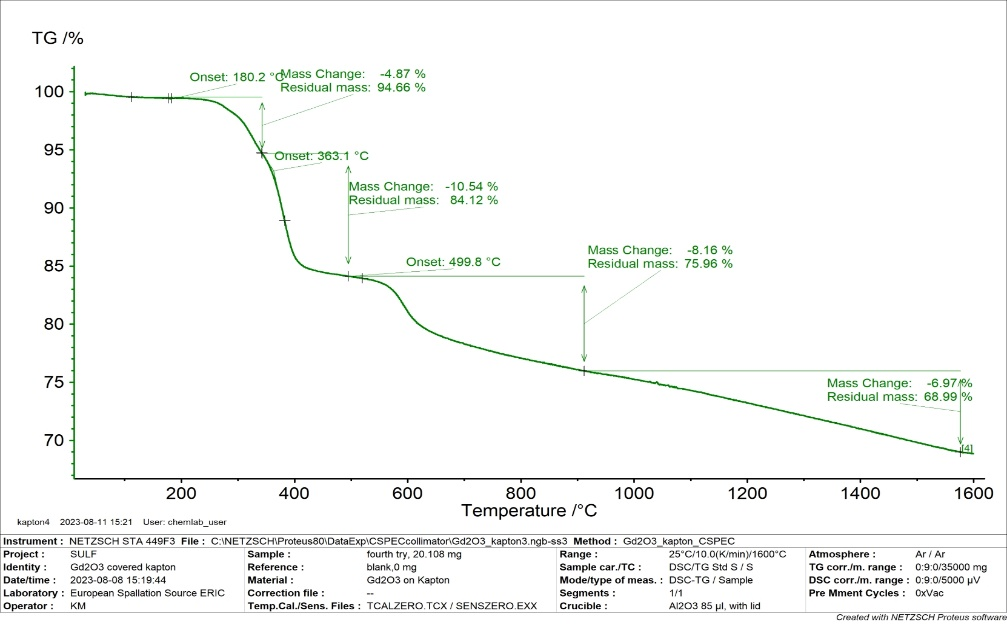 TG /%
Onset: 180.2 °C
Mass Change: -4.87 %
Residual mass: 94.66 %
100
95
Onset: 363.1 °C
Mass Change: -10.54 %
Residual mass: 84.12 %
90
Mass Change: -8.16 %
Residual mass: 75.96 %
Onset: 499.8 °C
85
80
75
Mass Change: -6.97 %
Residual mass: 68.99 %
70
[4]
200 400 600 800 1000 1200 1400 1600
Temperature /°C
kapton4 2023-08-11 15:21 User: chemlab_user
Instrument : NETZSCH STA 449F3 File : C:\NETZSCH\Proteus80\DataExp\CSPECcollimator\Gd2O3_kapton3.ngb-ss3 Method : Gd2O3_kapton_CSPEC
Project : SULF Sample : fourth try, 20.108 mg Range : 25°C/10.0(K/min)/1600°C Atmosphere : Ar / Ar
Identity : Gd2O3 covered kapton Reference : blank,0 mg Sample car./TC : DSC/TG Std S / S TG corr./m. range : 0:9:0/35000 mg
Date/time : 2023-08-08 15:19:44 Material : Gd2O3 on Kapton Mode/type of meas. : DSC-TG / Sample DSC corr./m. range : 0:9:0/5000 µV
Laboratory : European Spallation Source ERIC Correction file : -- Segments : 1/1 Pre Mment Cycles : 0xVac
Operator : KM Temp.Cal./Sens. Files : TCALZERO.TCX / SENSZERO.EXX Crucible : Al2O3 85 µl, with lid
Created with NETZSCH Proteus software